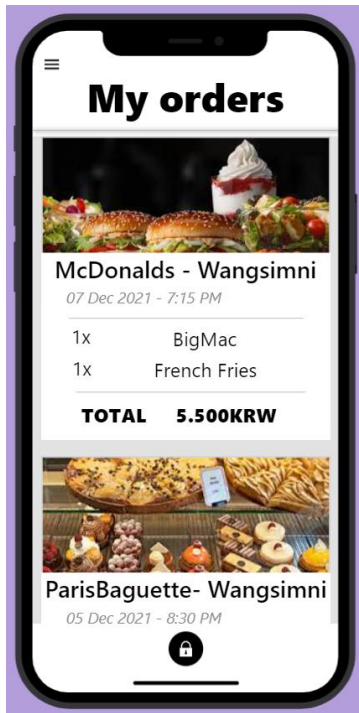 My orders
McDonalds - Wangsimni
07 Dec 2021 - 7:15 PM
1x BigMac
1x French Fries
TOTAL 5.500KRW
ParisBaguette- Wangsimni
05 Dec 2021 - 8:30 PM